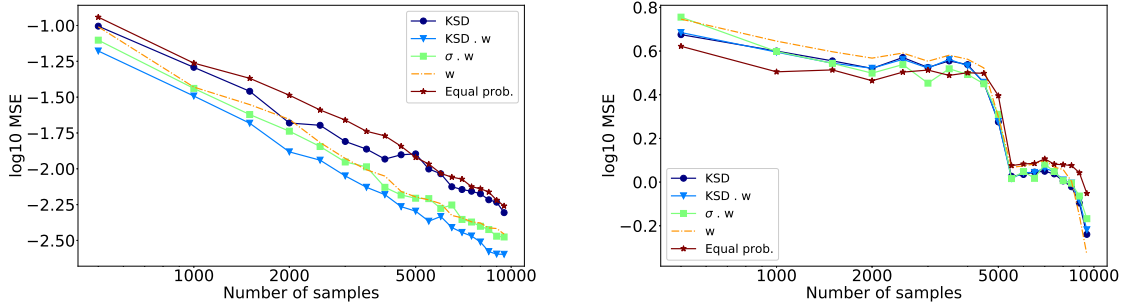 log10 MSE
−1.00
−1.25
−1.50
−1.75
−2.00
−2.25
−2.50
KSD
KSD . w
σ . w
w
Equal prob.
1000
2000
5000
10000
Number of samples
log10 MSE
0.8
0.6
0.4
0.2
0.0
−0.2
KSD
KSD . w
σ . w
w
Equal prob.
1000
2000
5000
10000
Number of samples